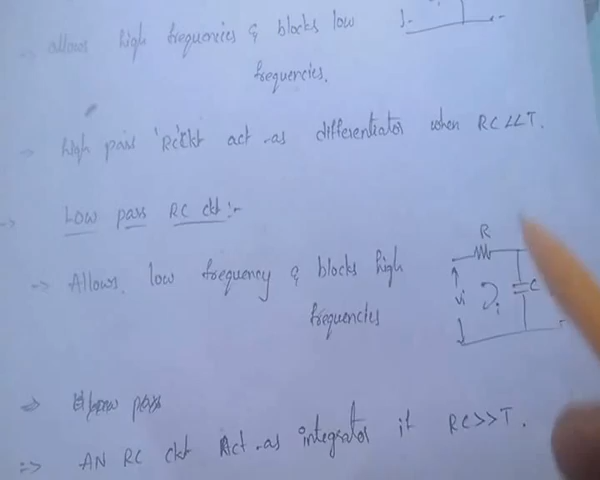 -> allows high frequencies & blocks low
frequencies.
-> high pass 'RC' Ckt act as differentiator when RC<<T.
-> Low pass RC ckt:-
-> Allows low frequency & blocks high
frequencies
R
C
Vi
i
=> pass
=> AN RC ckt Act as integrator if RC>>T.